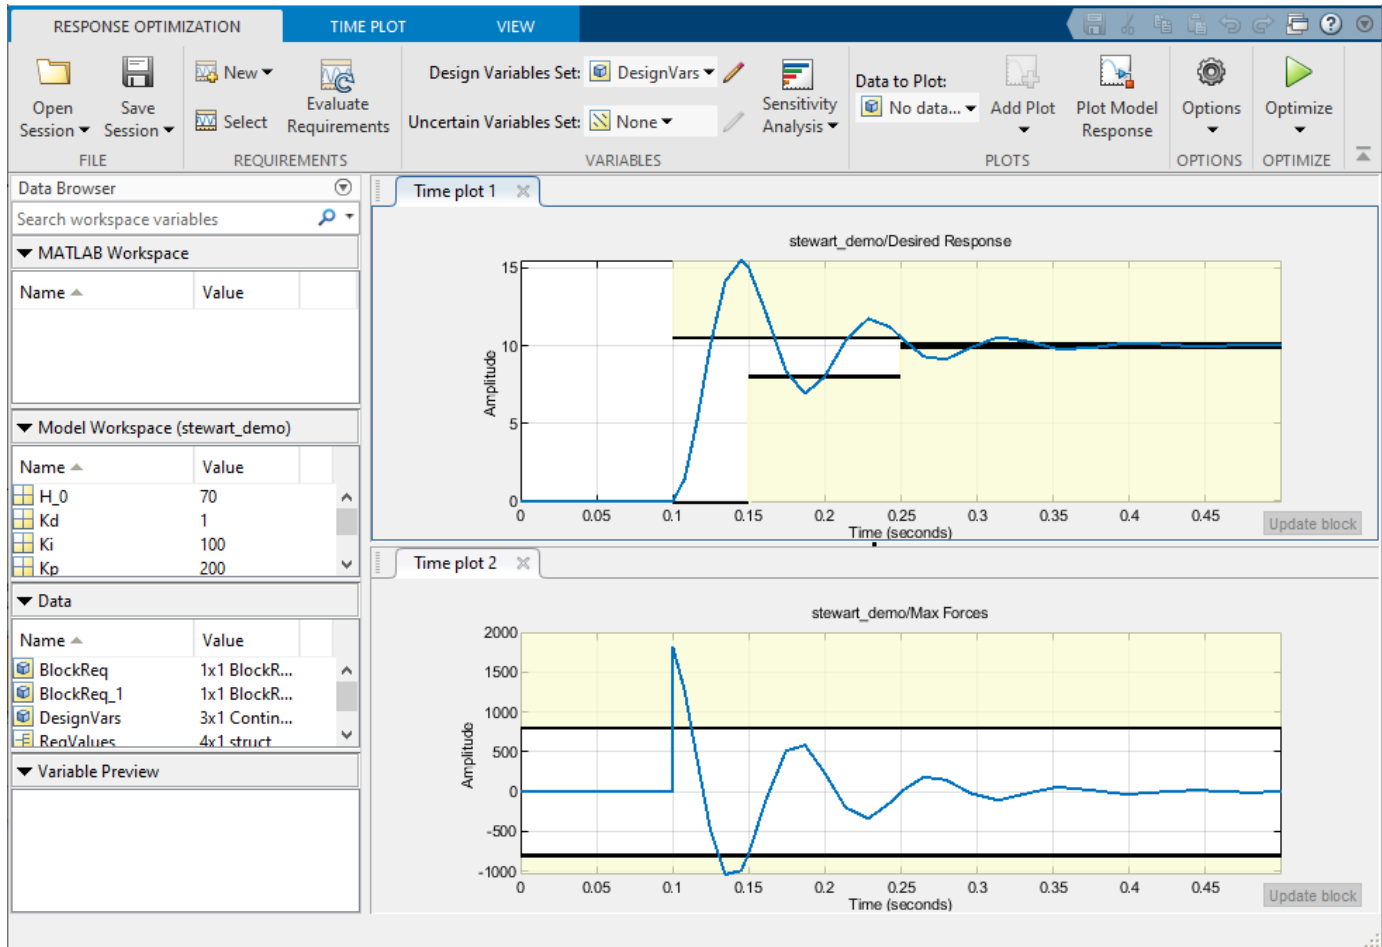 RESPONSE OPTIMIZATION TIME PLOT VIEW
Open Session
Save Session
New
Select
Evaluate Requirements
Design Variables Set: DesignVars
Uncertain Variables Set: None
Sensitivity Analysis
Data to Plot:
No data...
Add Plot
Plot Model Response
Options
Optimize
FILE REQUIREMENTS VARIABLES PLOTS OPTIONS OPTIMIZE
Data Browser
Search workspace variables
MATLAB Workspace
Name Value
Model Workspace (stewart_demo)
Name Value
H_0 70
Kd 1
Ki 100
Kp 200
Data
Name Value
BlockReq 1x1 BlockR...
BlockReq_1 1x1 BlockR...
DesignVars 3x1 Contin...
ReqValues 4x1 struct
Variable Preview
Time plot 1
stewart_demo/Desired Response
Amplitude
15
10
5
0
0 0.05 0.1 0.15 0.2 0.25 0.3 0.35 0.4 0.45
Time (seconds)
Update block
Time plot 2
stewart_demo/Max Forces
Amplitude
2000
1500
1000
500
0
-500
-1000
0 0.05 0.1 0.15 0.2 0.25 0.3 0.35 0.4 0.45
Time (seconds)
Update block